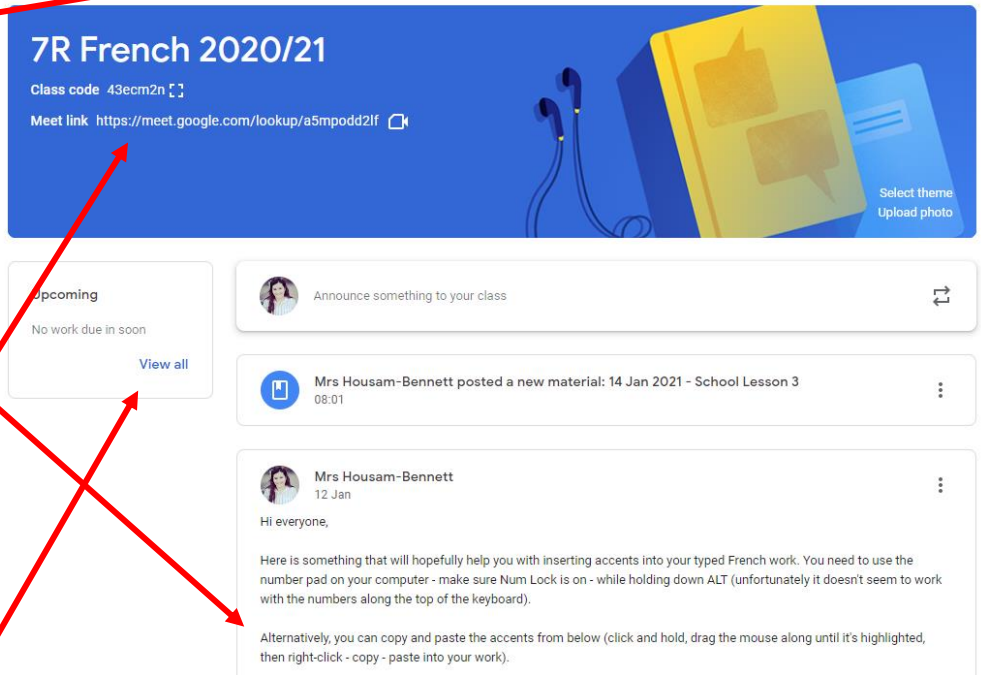 7R French 2020/21
Class code 43ecm2n
Meet link https://meet.google.com/lookup/a5mpodd2lf
Select theme
Upload photo
Upcoming
No work due in soon
View all
Announce something to your class
Mrs Housam-Bennett posted a new material: 14 Jan 2021 - School Lesson 3
08:01
Mrs Housam-Bennett
12 Jan
Hi everyone,
Here is something that will hopefully help you with inserting accents into your typed French work. You need to use the
number pad on your computer - make sure Num Lock is on - while holding down ALT (unfortunately it doesn't seem to work
with the numbers along the top of the keyboard).
Alternatively, you can copy and paste the accents from below (click and hold, drag the mouse along until it's highlighted,
then right-click - copy - paste into your work).